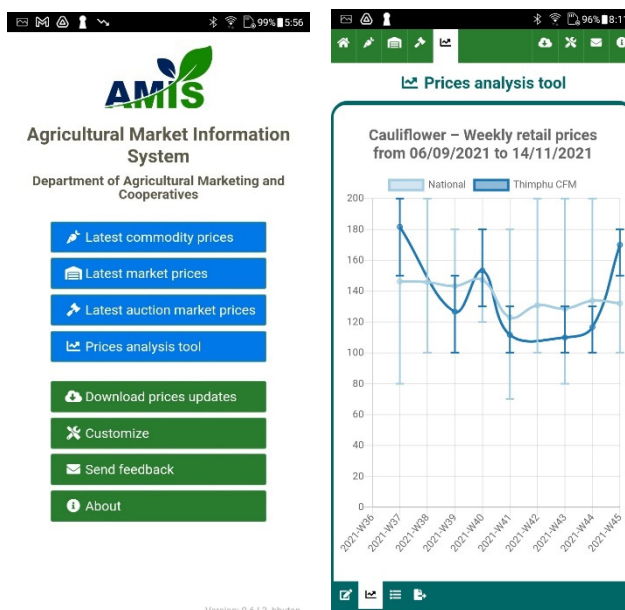 99% 5:56
AMIS
Agricultural Market Information
System
Department of Agricultural Marketing and
Cooperatives
Latest commodity prices
Latest market prices
Latest auction market prices
Prices analysis tool
Download prices updates
Customize
Send feedback
About
96% 8:11
Prices analysis tool
Cauliflower – Weekly retail prices
from 06/09/2021 to 14/11/2021
National Thimphu CFM
200
180
160
140
120
100
80
60
40
20
0
2021-W36 2021-W37 2021-W38 2021-W39 2021-W40 2021-W41 2021-W42 2021-W43 2021-W44 2021-W45